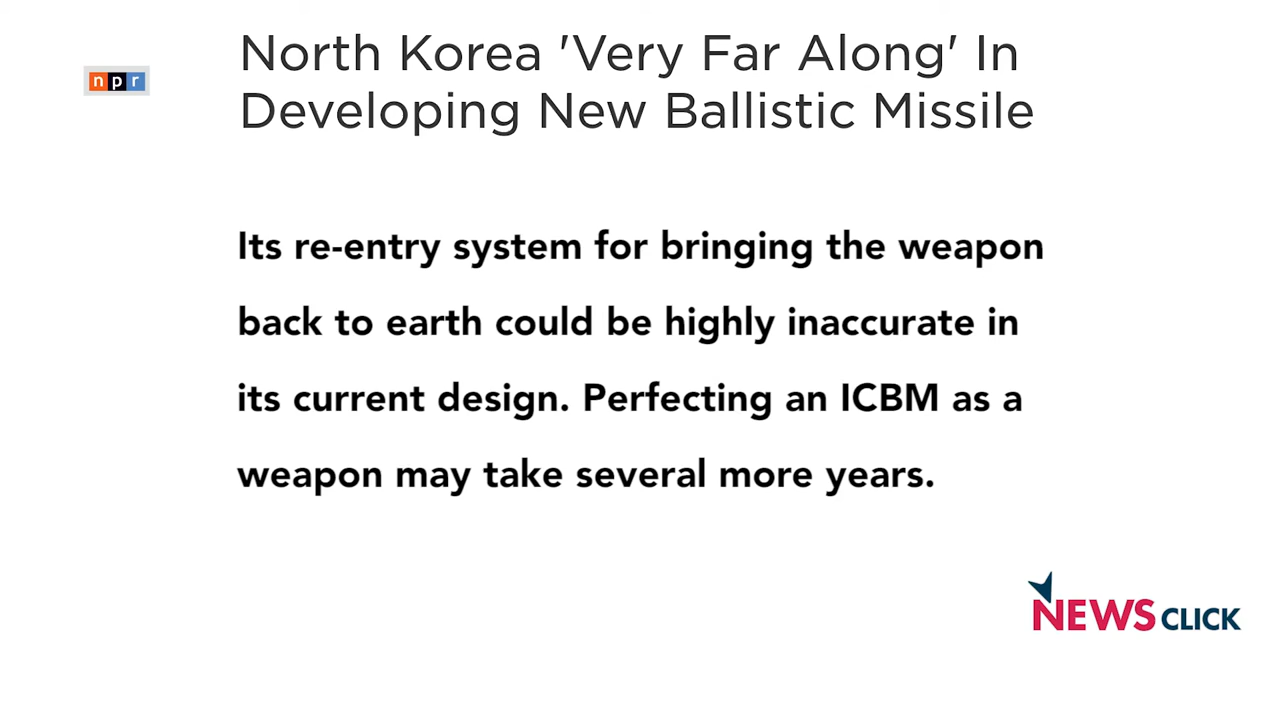 North Korea 'Very Far Along' In
npr
Developing New Ballistic Missile
Its re-entry system for bringing the weapon
back to earth could be highly inaccurate in
its current design. Perfecting an ICBM as a
weapon may take several more years.
NEWSCLICK